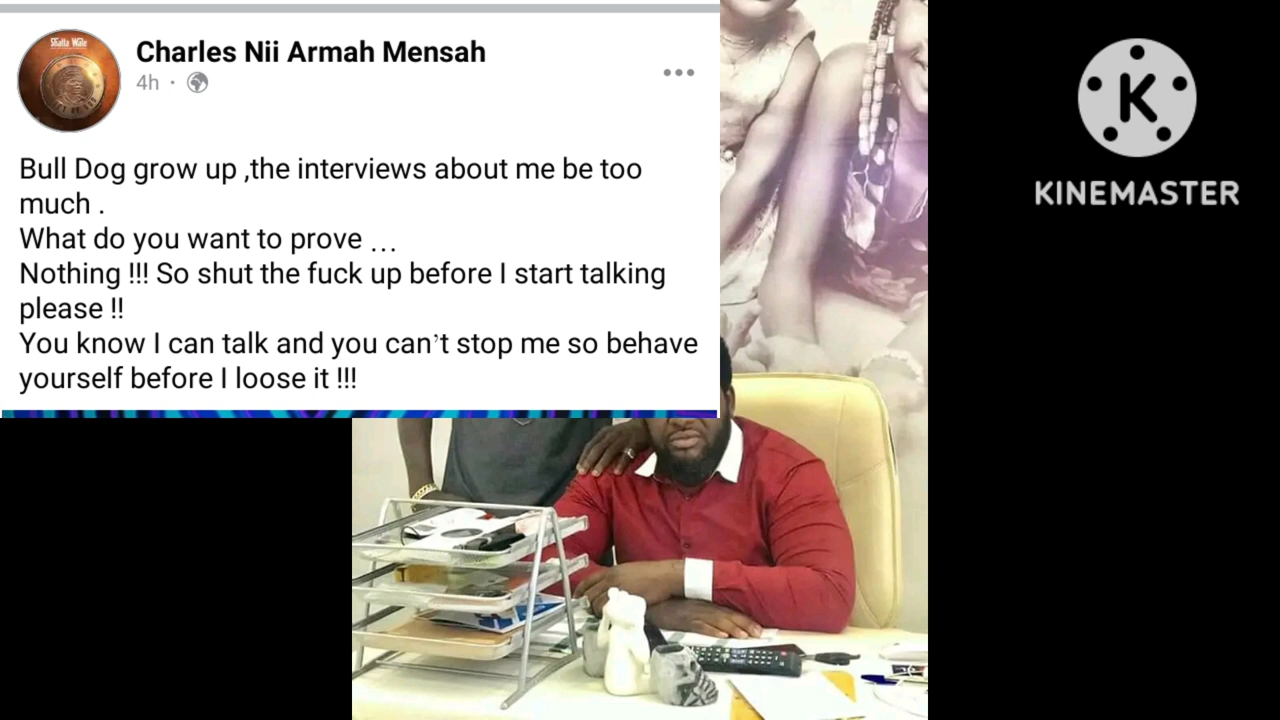 Shatta Wale
Charles Nii Armah Mensah
4h ·
Bull Dog grow up ,the interviews about me be too
much .
What do you want to prove …
Nothing !!! So shut the fuck up before I start talking
please !!
You know I can talk and you can't stop me so behave
yourself before I loose it !!!
K
KINEMASTER